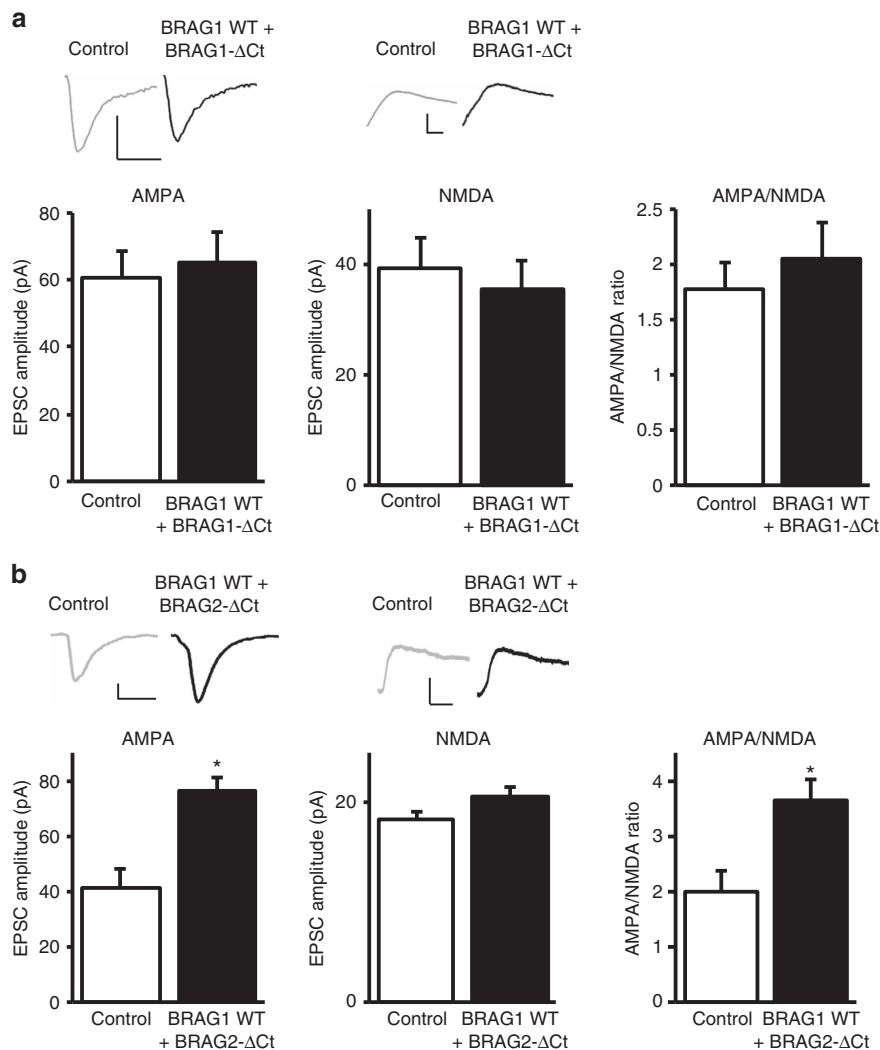 a
Control
BRAG1 WT +
BRAG1-ΔCt
Control
BRAG1 WT +
BRAG1-ΔCt
AMPA
EPSC amplitude (pA)
80
60
40
20
0
Control
BRAG1 WT
+ BRAG1-ΔCt
NMDA
EPSC amplitude (pA)
40
20
0
Control
BRAG1 WT
+ BRAG1-ΔCt
AMPA/NMDA
AMPA/NMDA ratio
2.5
2
1.5
1
0.5
0
Control
BRAG1 WT
+ BRAG1-ΔCt
b
Control
BRAG1 WT +
BRAG2-ΔCt
Control
BRAG1 WT +
BRAG2-ΔCt
AMPA
EPSC amplitude (pA)
80
60
40
20
0
*
Control
BRAG1 WT
+ BRAG2-ΔCt
NMDA
EPSC amplitude (pA)
20
0
Control
BRAG1 WT
+ BRAG2-ΔCt
AMPA/NMDA
AMPA/NMDA ratio
4
3
2
1
0
*
Control
BRAG1 WT
+ BRAG2-ΔCt